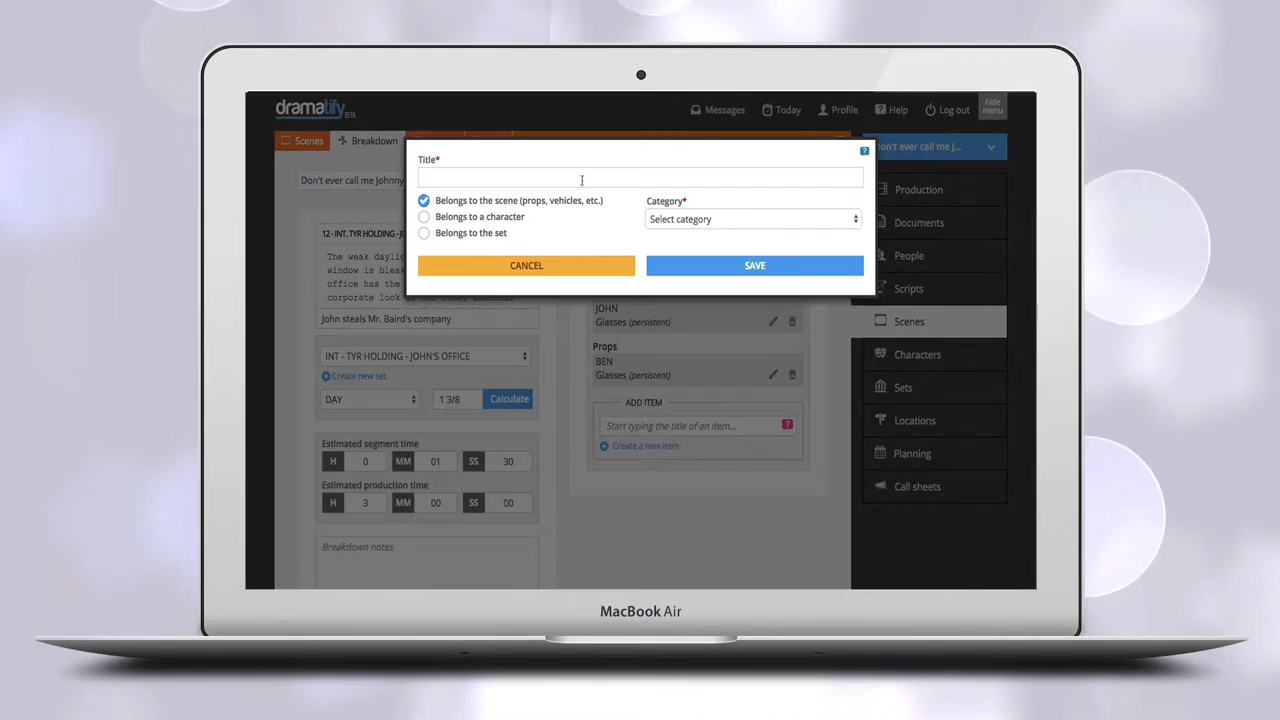 dramatify
BETA
Messages
Today
Profile
Help
Log out
hide
menu
Scenes
Breakdown
Don't ever call me J...
Don't ever call me Johnny
Title*
Belongs to the scene (props, vehicles, etc.)
Belongs to a character
Belongs to the set
Category*
Select category
CANCEL
SAVE
12 - INT. TYR HOLDING - JO
The weak daylig
window is bleak
office has the
John steals Mr. Baird's company
INT - TYR HOLDING - JOHN'S OFFICE
Create new set
DAY
1 3/8
Calculate
Estimated segment time
H 0 MM 01 SS 30
Estimated production time
H 3 MM 00 SS 00
Breakdown notes
JOHN
Glasses (persistent)
Props
BEN
Glasses (persistent)
ADD ITEM
Start typing the title of an item...
?
Create a new item
Production
Documents
People
Scripts
Scenes
Characters
Sets
Locations
Planning
Call sheets
MacBook Air